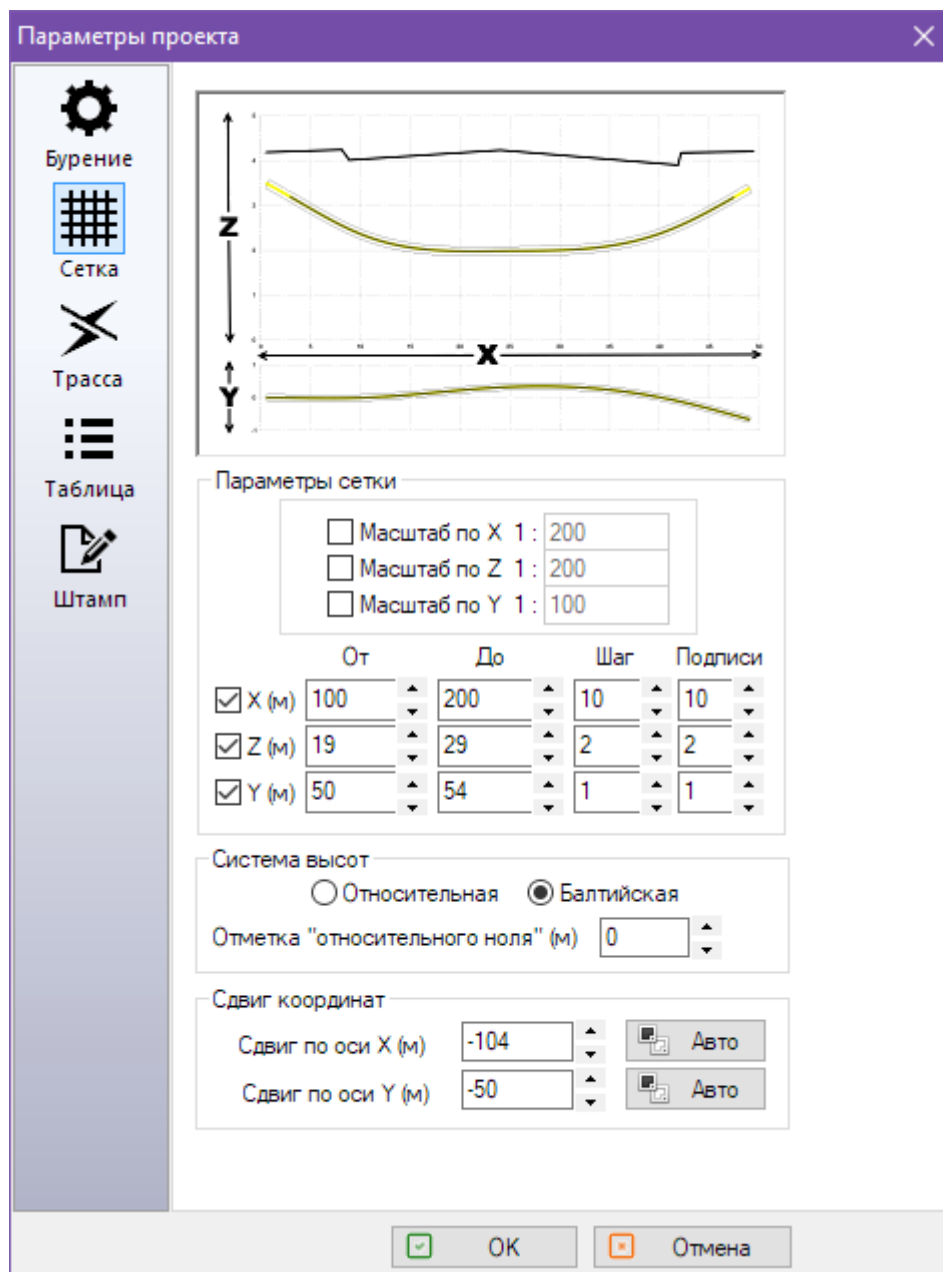 Параметры проекта
Бурение
Сетка
Трасса
Таблица
Штамп
Z
X
Y
Параметры сетки
Масштаб по X 1 : 200
Масштаб по Z 1 : 200
Масштаб по Y 1 : 100
От До Шаг Подписи
X (м) 100 200 10 10
Z (м) 19 29 2 2
Y (м) 50 54 1 1
Система высот
Относительная Балтийская
Отметка "относительного ноля" (м) 0
Сдвиг координат
Сдвиг по оси X (м) -104 Авто
Сдвиг по оси Y (м) -50 Авто
OK Отмена